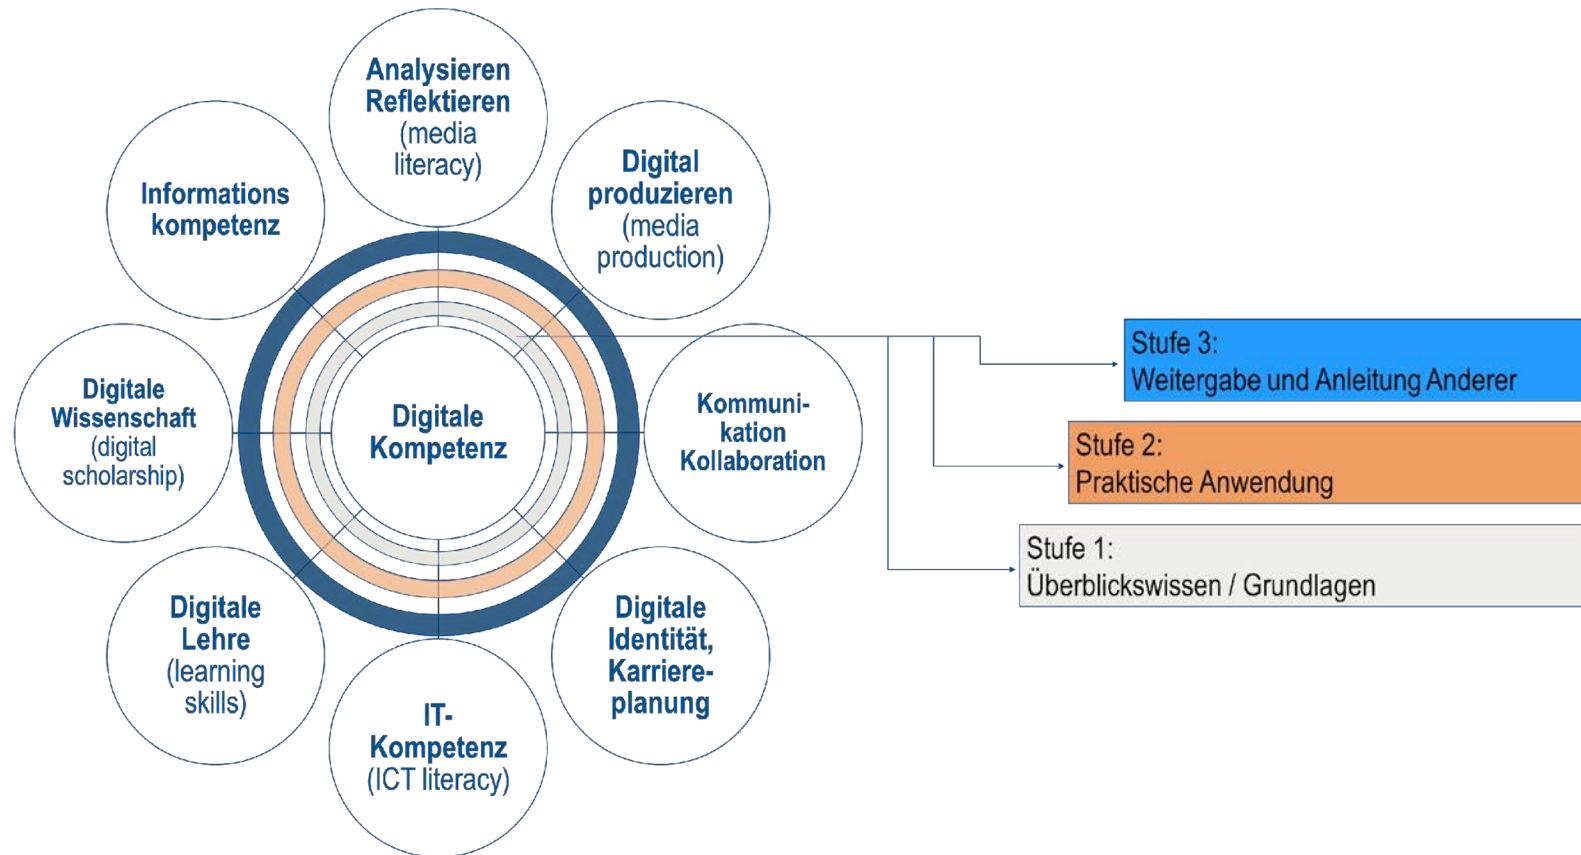 Analysieren
Reflektieren
(media
literacy)
Digital
produzieren
(media
production)
Informations
kompetenz
Digitale
Wissenschaft
(digital
scholarship)
Digitale
Kompetenz
Kommuni-
kation
Kollaboration
Digitale
Lehre
(learning
skills)
IT-
Kompetenz
(ICT literacy)
Digitale
Identität,
Karriere-
planung
Stufe 3:
Weitergabe und Anleitung Anderer
Stufe 2:
Praktische Anwendung
Stufe 1:
Überblickswissen / Grundlagen